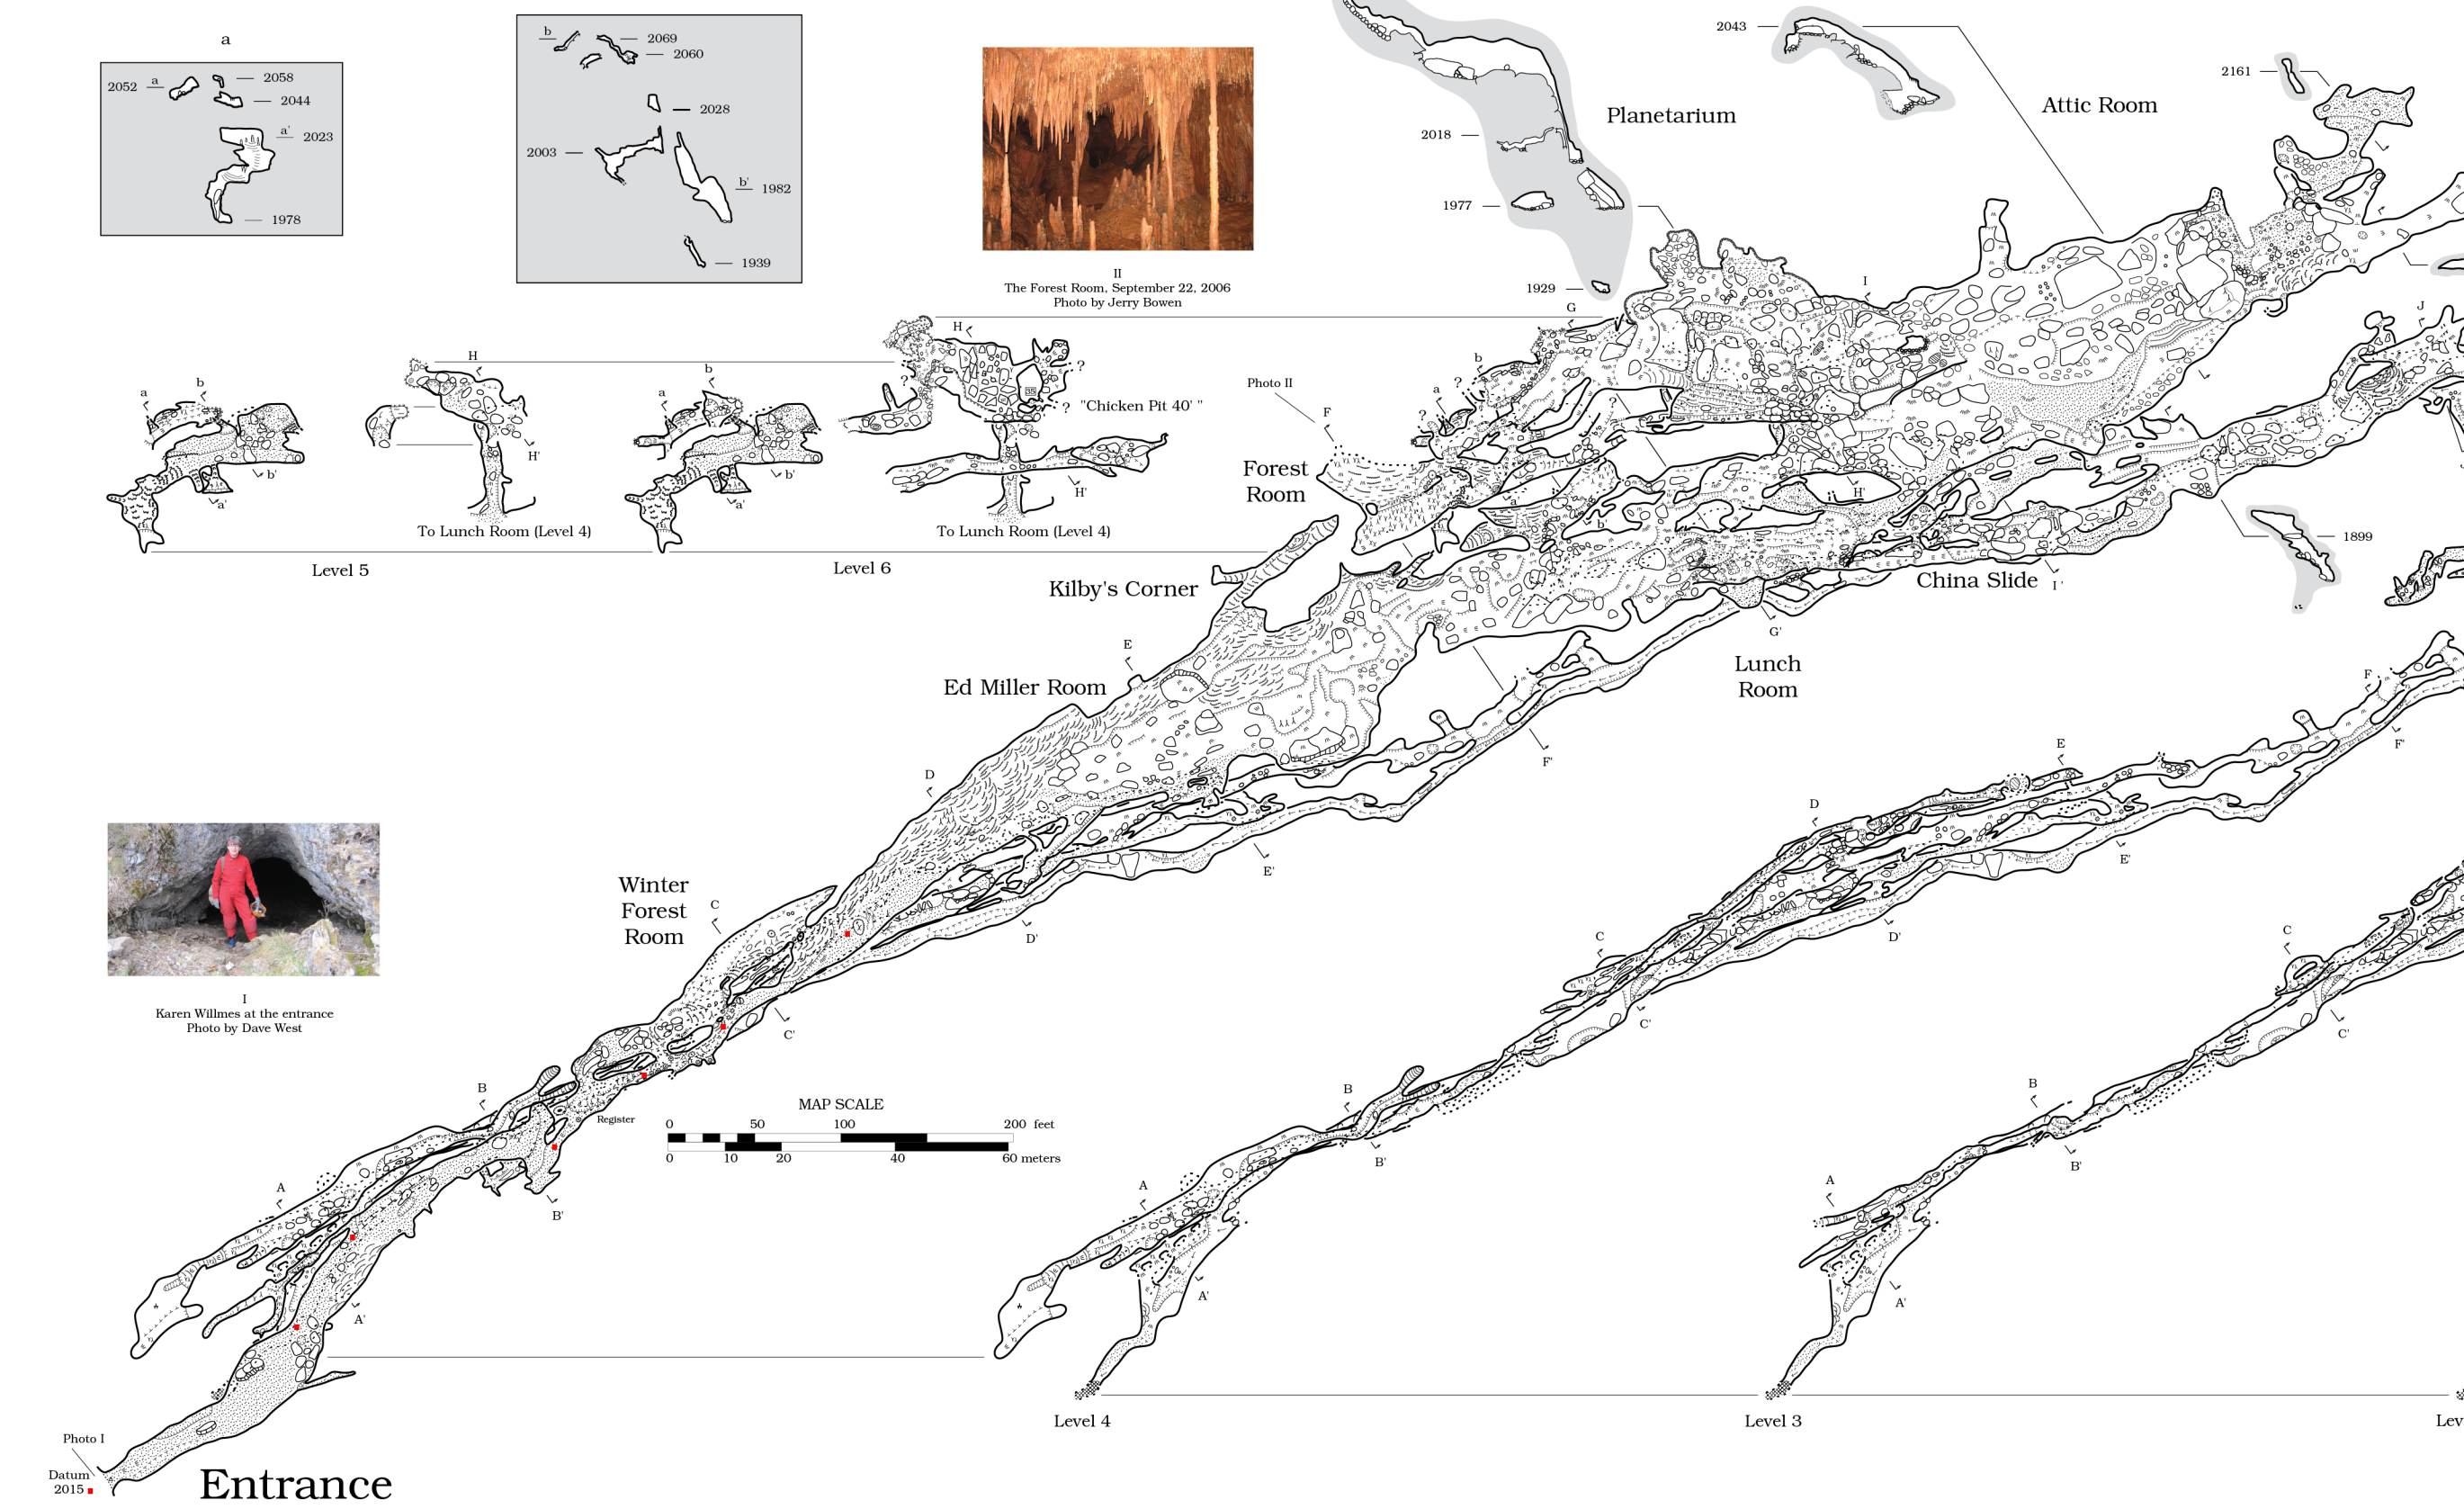 a
2052
a
2058
2044
a'
2023
1978
b
2069
2060
2028
2003
b'
1982
1939
II
The Forest Room, September 22, 2006
Photo by Jerry Bowen
2018
1977
1929
Planetarium
2043
Attic Room
2161
1899
a
b
a'
b'
H
H'
To Lunch Room (Level 4)
Level 5
a
b
a'
b'
H
?
?
?
"Chicken Pit 40' "
35
H'
To Lunch Room (Level 4)
Level 6
Photo II
F
Forest
Room
G
b
?
a
?
?
a'
b'
I
J
H'
Kilby's Corner
China Slide
I '
G'
Lunch
Room
E
Ed Miller Room
F'
D
E'
D'
Winter
Forest
Room
C
C'
I
Karen Willmes at the entrance
Photo by Dave West
B
Register
B'
A
A'
MAP SCALE
0
50
100
200 feet
0
10
20
40
60 meters
F
F'
E
E'
D
D'
C
C'
B
B'
A
A'
Level 4
C
C'
B
B'
A
A'
Level 3
Lev
Photo I
Datum
2015
Entrance